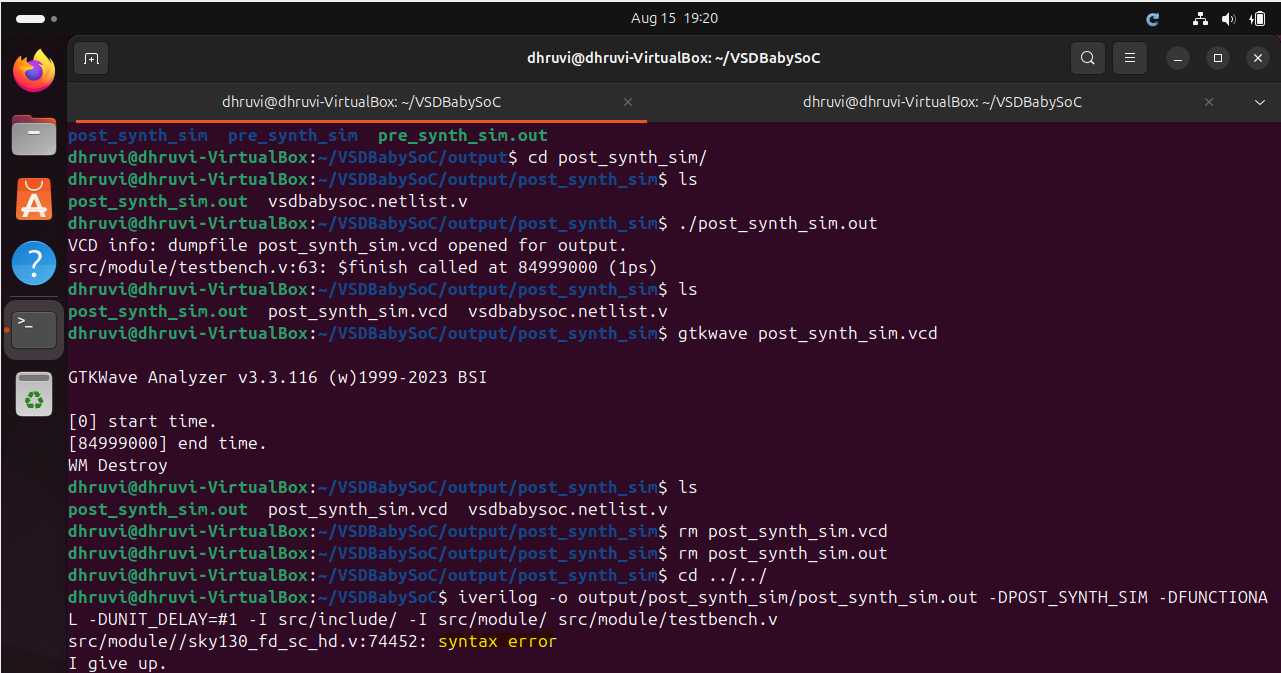 Aug 15 19:20
dhruvi@dhruvi-VirtualBox: ~/VSDBabySoC
dhruvi@dhruvi-VirtualBox: ~/VSDBabySoC
dhruvi@dhruvi-VirtualBox: ~/VSDBabySoC
post_synth_sim  pre_synth_sim  pre_synth_sim.out
dhruvi@dhruvi-VirtualBox:~/VSDBabySoC/output$ cd post_synth_sim/
dhruvi@dhruvi-VirtualBox:~/VSDBabySoC/output/post_synth_sim$ ls
post_synth_sim.out  vsdbabysoc.netlist.v
dhruvi@dhruvi-VirtualBox:~/VSDBabySoC/output/post_synth_sim$ ./post_synth_sim.out
VCD info: dumpfile post_synth_sim.vcd opened for output.
src/module/testbench.v:63: $finish called at 84999000 (1ps)
dhruvi@dhruvi-VirtualBox:~/VSDBabySoC/output/post_synth_sim$ ls
post_synth_sim.out  post_synth_sim.vcd  vsdbabysoc.netlist.v
dhruvi@dhruvi-VirtualBox:~/VSDBabySoC/output/post_synth_sim$ gtkwave post_synth_sim.vcd
GTKWave Analyzer v3.3.116 (w)1999-2023 BSI
[0] start time.
[84999000] end time.
WM Destroy
dhruvi@dhruvi-VirtualBox:~/VSDBabySoC/output/post_synth_sim$ ls
post_synth_sim.out  post_synth_sim.vcd  vsdbabysoc.netlist.v
dhruvi@dhruvi-VirtualBox:~/VSDBabySoC/output/post_synth_sim$ rm post_synth_sim.vcd
dhruvi@dhruvi-VirtualBox:~/VSDBabySoC/output/post_synth_sim$ rm post_synth_sim.out
dhruvi@dhruvi-VirtualBox:~/VSDBabySoC/output/post_synth_sim$ cd ../../
dhruvi@dhruvi-VirtualBox:~/VSDBabySoC$ iverilog -o output/post_synth_sim/post_synth_sim.out -DPOST_SYNTH_SIM -DFUNCTIONA
L -DUNIT_DELAY=#1 -I src/include/ -I src/module/ src/module/testbench.v
src/module//sky130_fd_sc_hd.v:74452: syntax error
I give up.